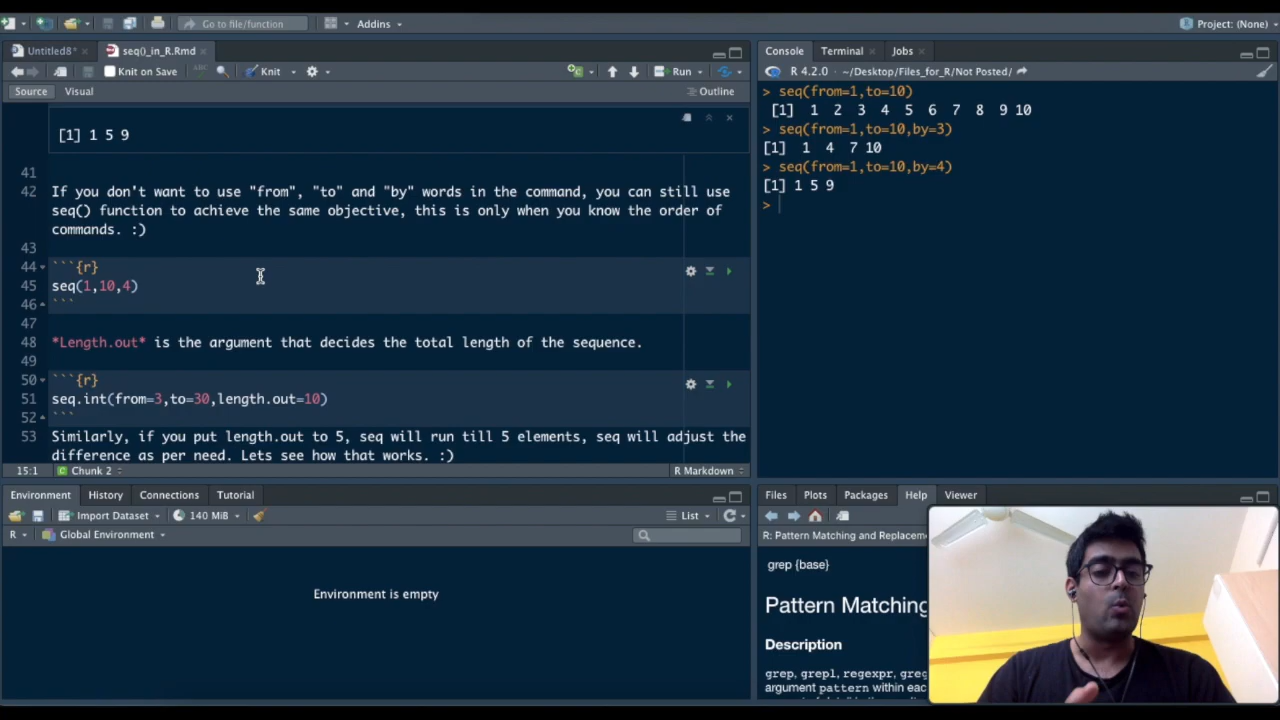 Go to file/function
Addins
Project: (None)
Untitled8*
seq()_in_R.Rmd
Knit on Save
ABC
Knit
Run
Source
Visual
Outline
[1] 1 5 9
41
42 If you don't want to use "from", "to" and "by" words in the command, you can still use
seq() function to achieve the same objective, this is only when you know the order of
commands. :)
43
44 ```{r}
45 seq(1,10,4)
46 ```
47
48 *Length.out* is the argument that decides the total length of the sequence.
49
50 ```{r}
51 seq.int(from=3,to=30,length.out=10)
52 ```
53 Similarly, if you put length.out to 5, seq will run till 5 elements, seq will adjust the
difference as per need. Lets see how that works. :)
15:1 Chunk 2 R Markdown
Console Terminal Jobs
R 4.2.0 · ~/Desktop/Files_for_R/Not Posted/
> seq(from=1,to=10)
[1] 1 2 3 4 5 6 7 8 9 10
> seq(from=1,to=10,by=3)
[1] 1 4 7 10
> seq(from=1,to=10,by=4)
[1] 1 5 9
>
Environment History Connections Tutorial
Import Dataset 140 MiB List
R Global Environment
Environment is empty
Files Plots Packages Help Viewer
R: Pattern Matching and Replacem
grep {base}
Pattern Matching
Description
grep, grepl, regexpr, greg
argument pattern within each